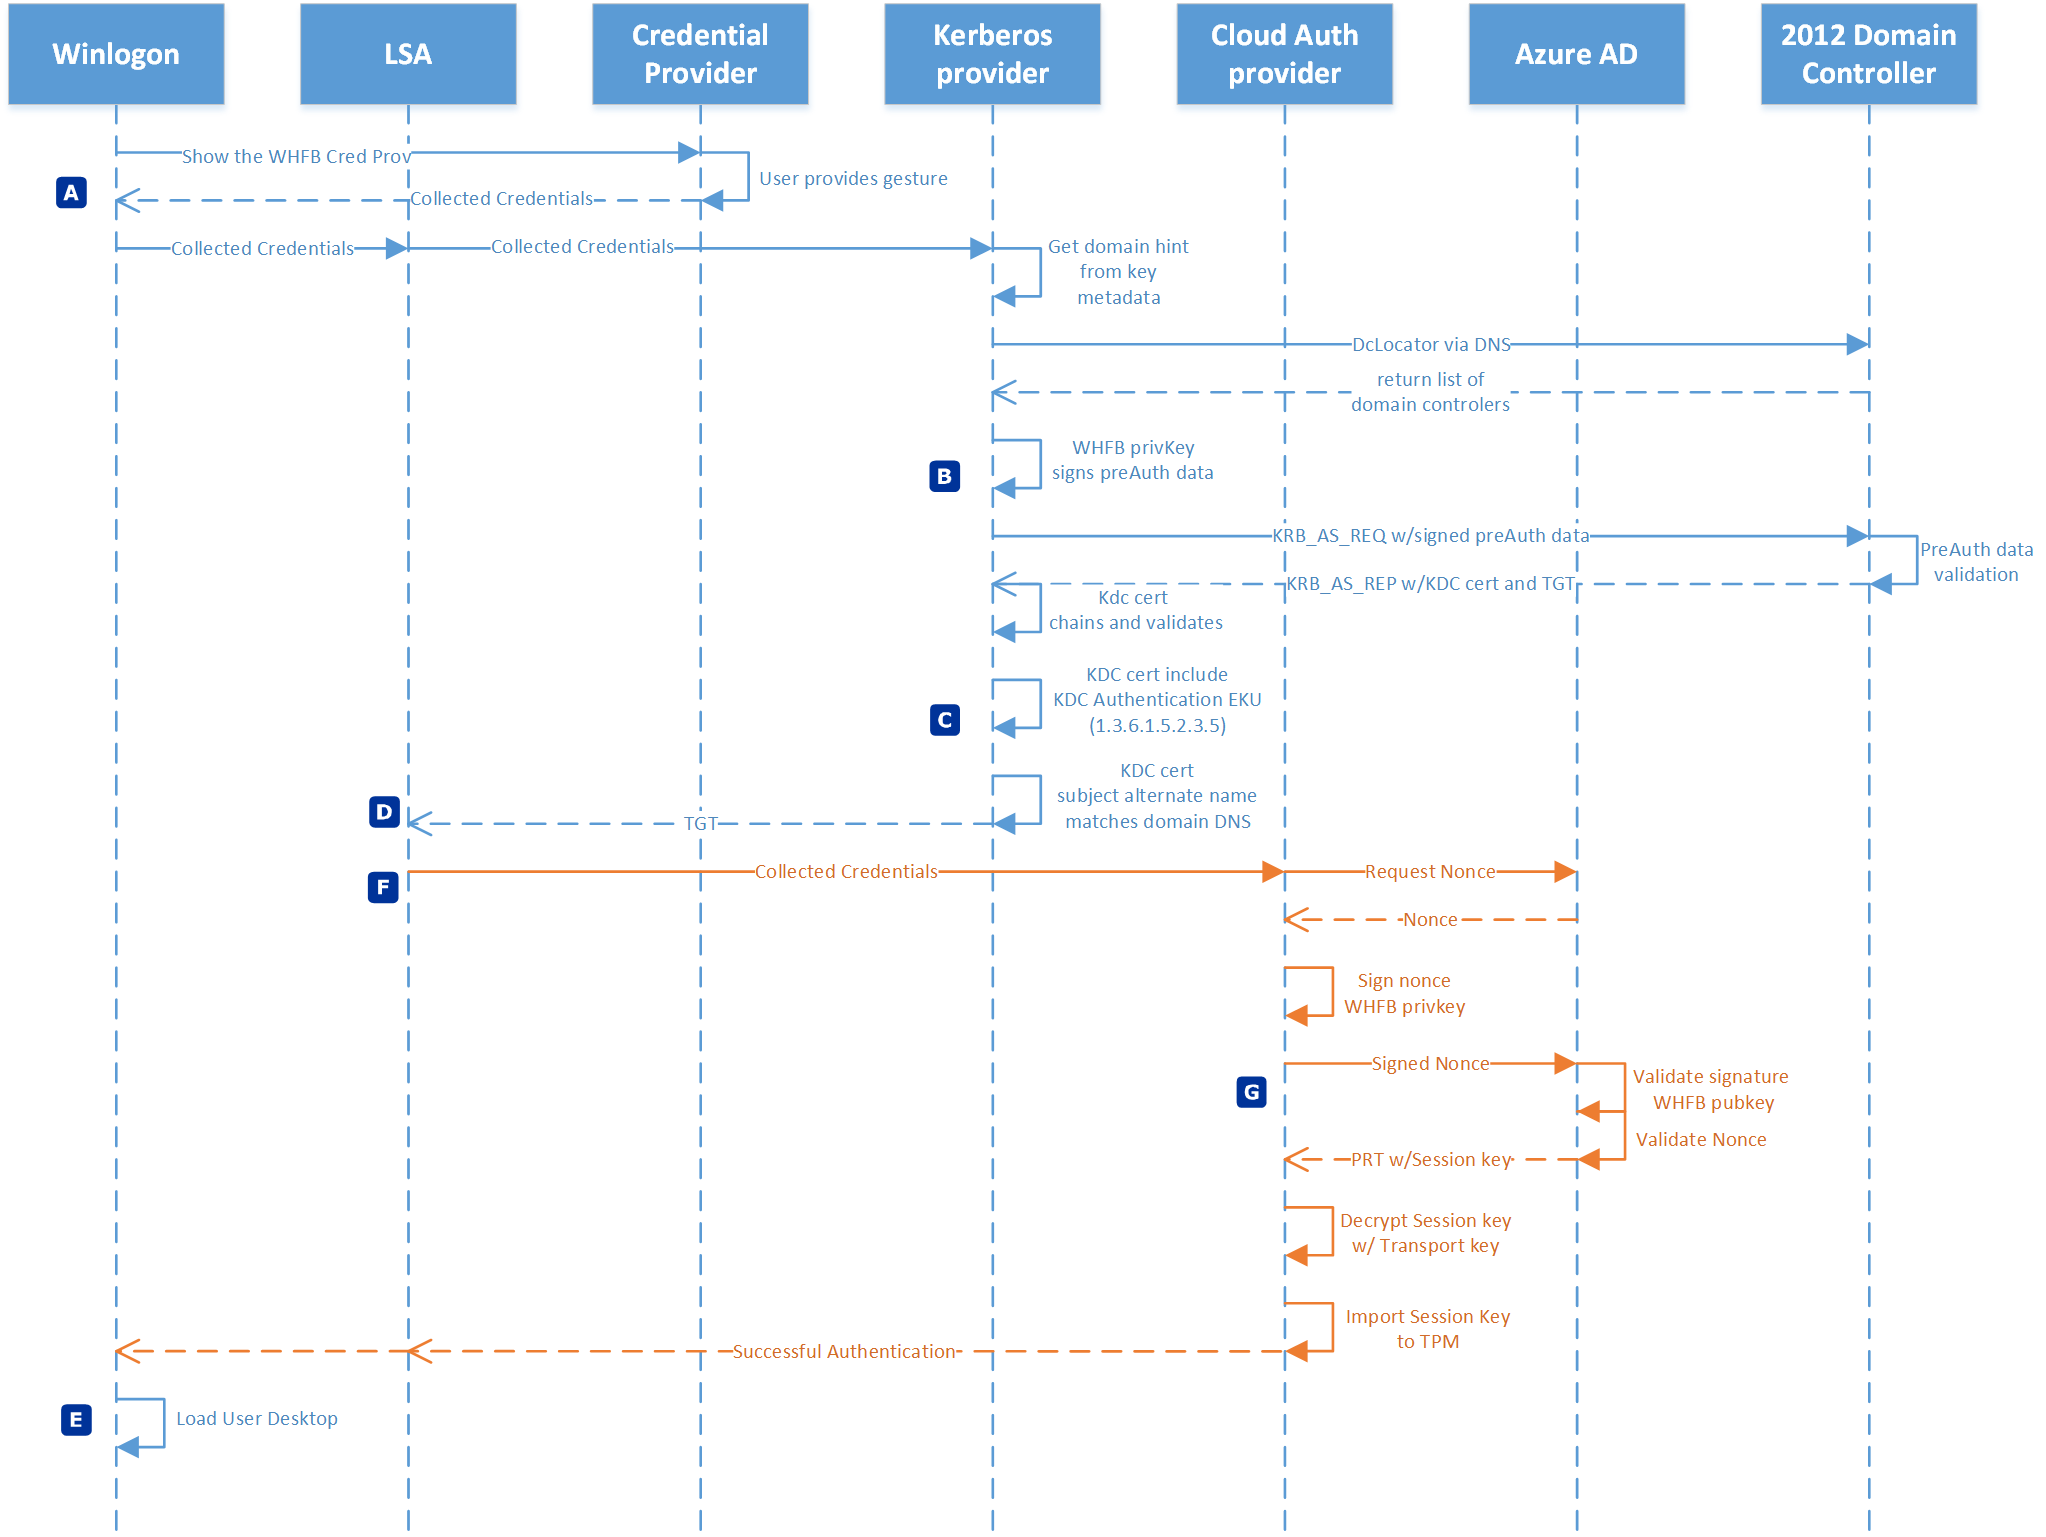 Winlogon
LSA
Credential
Provider
Kerberos
provider
Cloud Auth
provider
Azure AD
2012 Domain
Controller
Show the WHFB Cred Prov
User provides gesture
A
Collected Credentials
Collected Credentials
Collected Credentials
Get domain hint
from key
metadata
DcLocator via DNS
return list of
domain controlers
WHFB privKey
signs preAuth data
B
KRB_AS_REQ w/signed preAuth data
PreAuth data
validation
KRB_AS_REP w/KDC cert and TGT
Kdc cert
chains and validates
KDC cert include
KDC Authentication EKU
(1.3.6.1.5.2.3.5)
C
KDC cert
subject alternate name
matches domain DNS
D
TGT
F
Collected Credentials
Request Nonce
Nonce
Sign nonce
WHFB privkey
Signed Nonce
G
Validate signature
WHFB pubkey
Validate Nonce
PRT w/Session key
Decrypt Session key
w/ Transport key
Import Session Key
to TPM
Successful Authentication
E
Load User Desktop